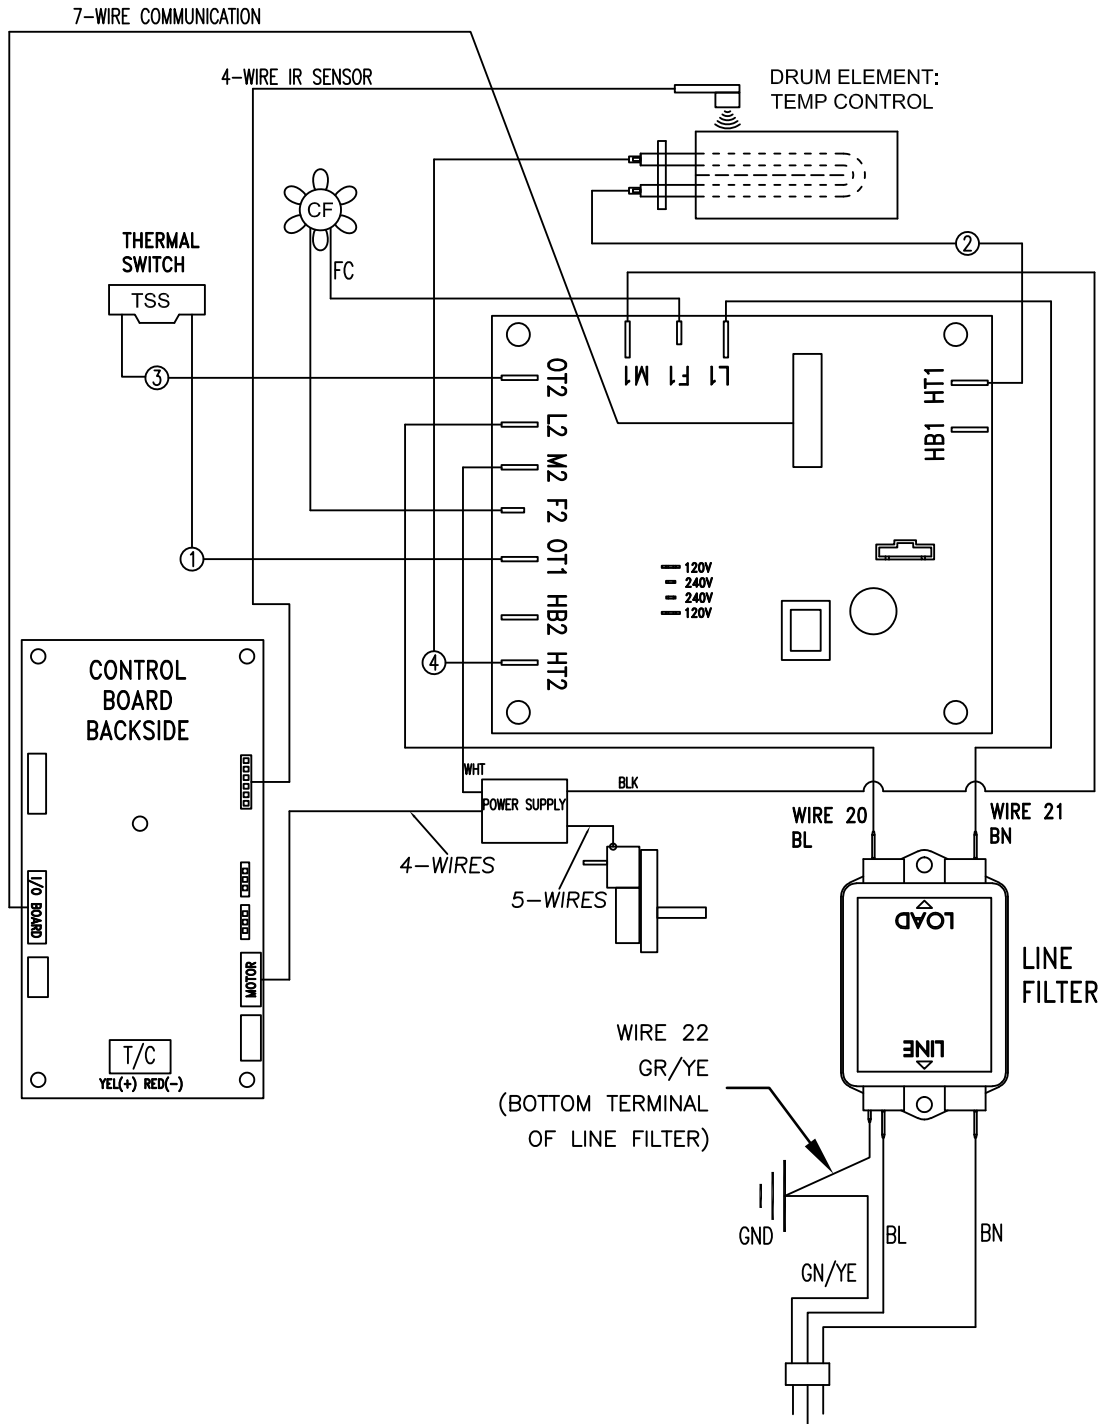 7-WIRE COMMUNICATION
4-WIRE IR SENSOR
DRUM ELEMENT:
TEMP CONTROL
CF
FC
THERMAL
SWITCH
TSS
2
3
1
4
OT2
L2
M2
F2
OT1
HB2
HT2
M1
F1
L1
HT1
HB1
120V
240V
240V
120V
CONTROL
BOARD
BACKSIDE
I/O BOARD
MOTOR
T/C
YEL(+) RED(-)
WHT
POWER SUPPLY
BLK
4-WIRES
5-WIRES
WIRE 20
BL
WIRE 21
BN
LOAD
LINE
LINE
FILTER
WIRE 22
GR/YE
(BOTTOM TERMINAL
OF LINE FILTER)
GND
BL
BN
GN/YE